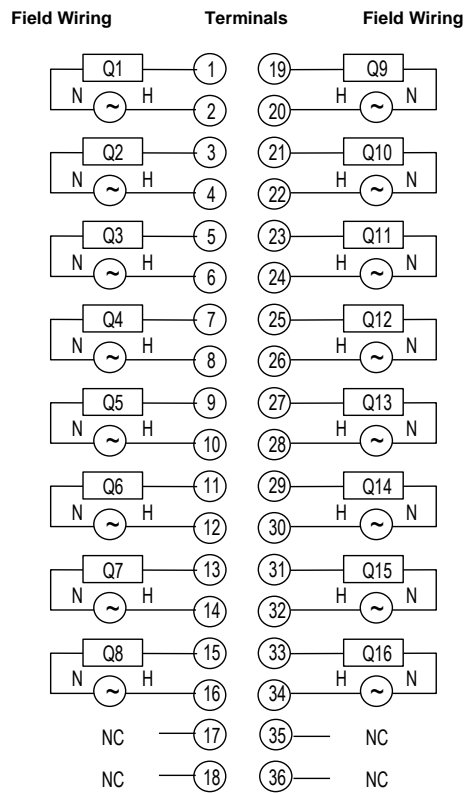 Field Wiring Terminals Field Wiring
Q1 1 19 Q9
N ~ H 2 20 H ~ N
Q2 3 21 Q10
N ~ H 4 22 H ~ N
Q3 5 23 Q11
N ~ H 6 24 H ~ N
Q4 7 25 Q12
N ~ H 8 26 H ~ N
Q5 9 27 Q13
N ~ H 10 28 H ~ N
Q6 11 29 Q14
N ~ H 12 30 H ~ N
Q7 13 31 Q15
N ~ H 14 32 H ~ N
Q8 15 33 Q16
N ~ H 16 34 H ~ N
NC 17 35 NC
NC 18 36 NC